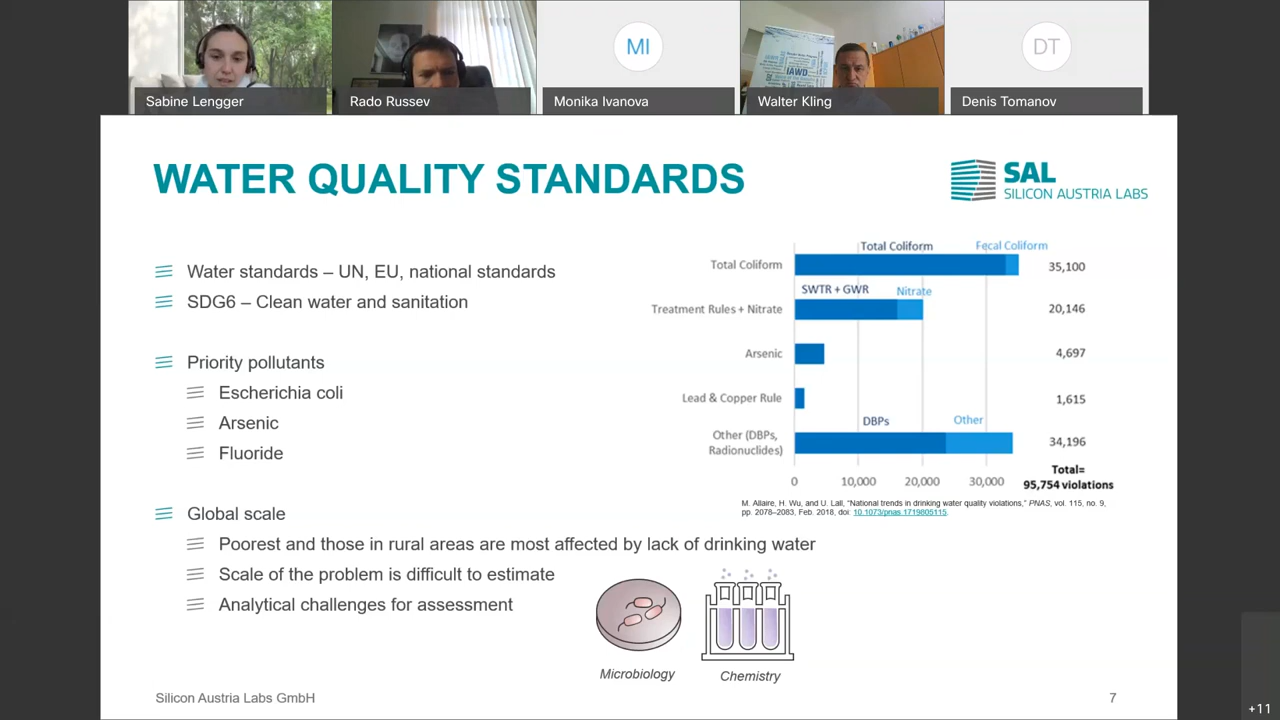 MI
DT
IAWD
Sabine Lengger
Rado Russev
Monika Ivanova
Walter Kling
Denis Tomanov
WATER QUALITY STANDARDS
SAL
SILICON AUSTRIA LABS
Water standards – UN, EU, national standards
SDG6 – Clean water and sanitation
Priority pollutants
Escherichia coli
Arsenic
Fluoride
Global scale
Poorest and those in rural areas are most affected by lack of drinking water
Scale of the problem is difficult to estimate
Analytical challenges for assessment
Total Coliform
Fecal Coliform
Total Coliform
35,100
SWTR + GWR
Nitrate
Treatment Rules + Nitrate
20,146
Arsenic
4,697
Lead & Copper Rule
1,615
DBPs
Other
Other (DBPs,
Radionuclides)
34,196
0
10,000
20,000
30,000
Total=
95,754 violations
M. Allaire, H. Wu, and U. Lall, "National trends in drinking water quality violations," PNAS, vol. 115, no. 9,
pp. 2078–2083, Feb. 2018, doi: 10.1073/pnas.1719805115.
Microbiology
Chemistry
Silicon Austria Labs GmbH
7
+11